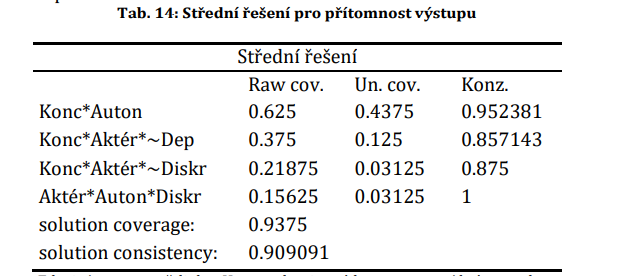 Tab. 14: Střední řešení pro přítomnost výstupu
Střední řešení
Raw cov. Un. cov. Konz.
Konc*Auton 0.625 0.4375 0.952381
Konc*Aktér*~Dep 0.375 0.125 0.857143
Konc*Aktér*~Diskr 0.21875 0.03125 0.875
Aktér*Auton*Diskr 0.15625 0.03125 1
solution coverage: 0.9375
solution consistency: 0.909091